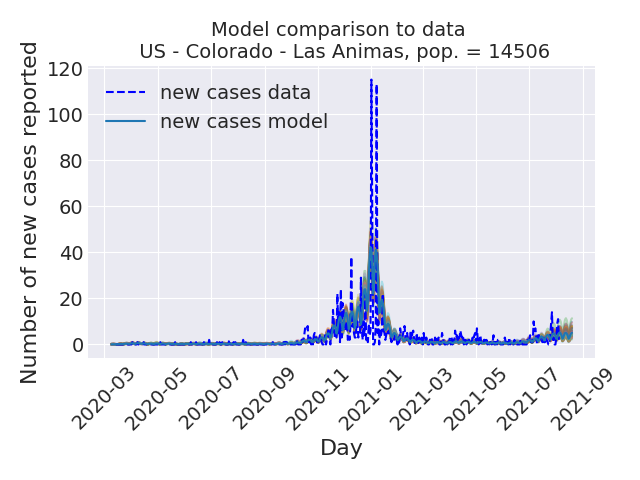 Model comparison to data
US - Colorado - Las Animas, pop. = 14506
Number of new cases reported
120
100
80
60
40
20
0
new cases data
new cases model
2020-03
2020-05
2020-07
2020-09
2020-11
2021-01
2021-03
2021-05
2021-07
2021-09
Day